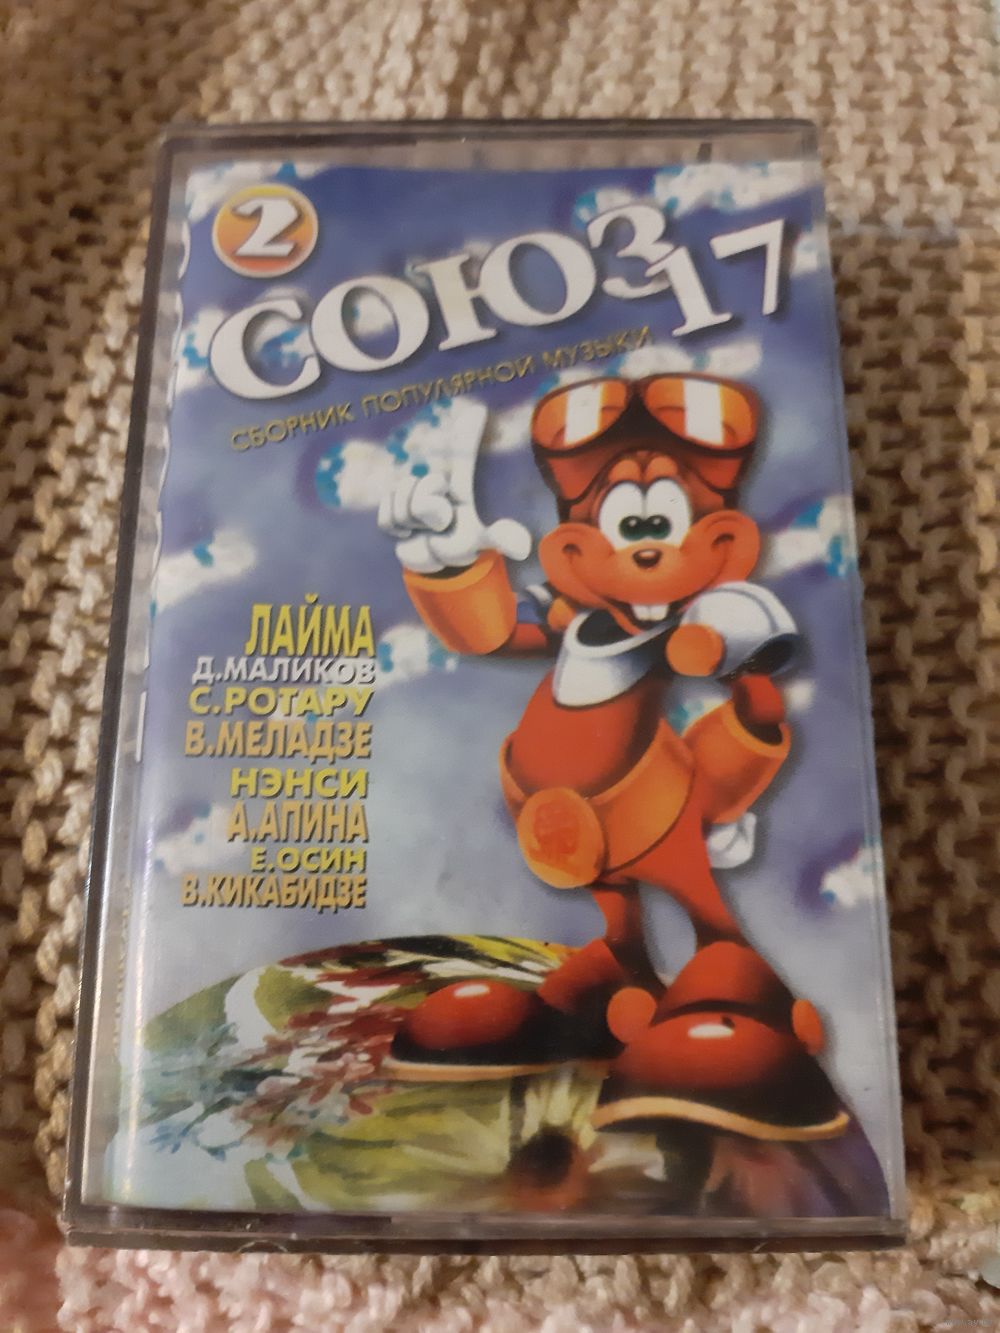 2
СОЮЗ 17
СБОРНИК ПОПУЛЯРНОЙ МУЗЫКИ
ЛАЙМА
Д.МАЛИКОВ
С.РОТАРУ
В.МЕЛАДЗЕ
НЭНСИ
А.АПИНА
Е.ОСИН
В.КИКАБИДЗЕ